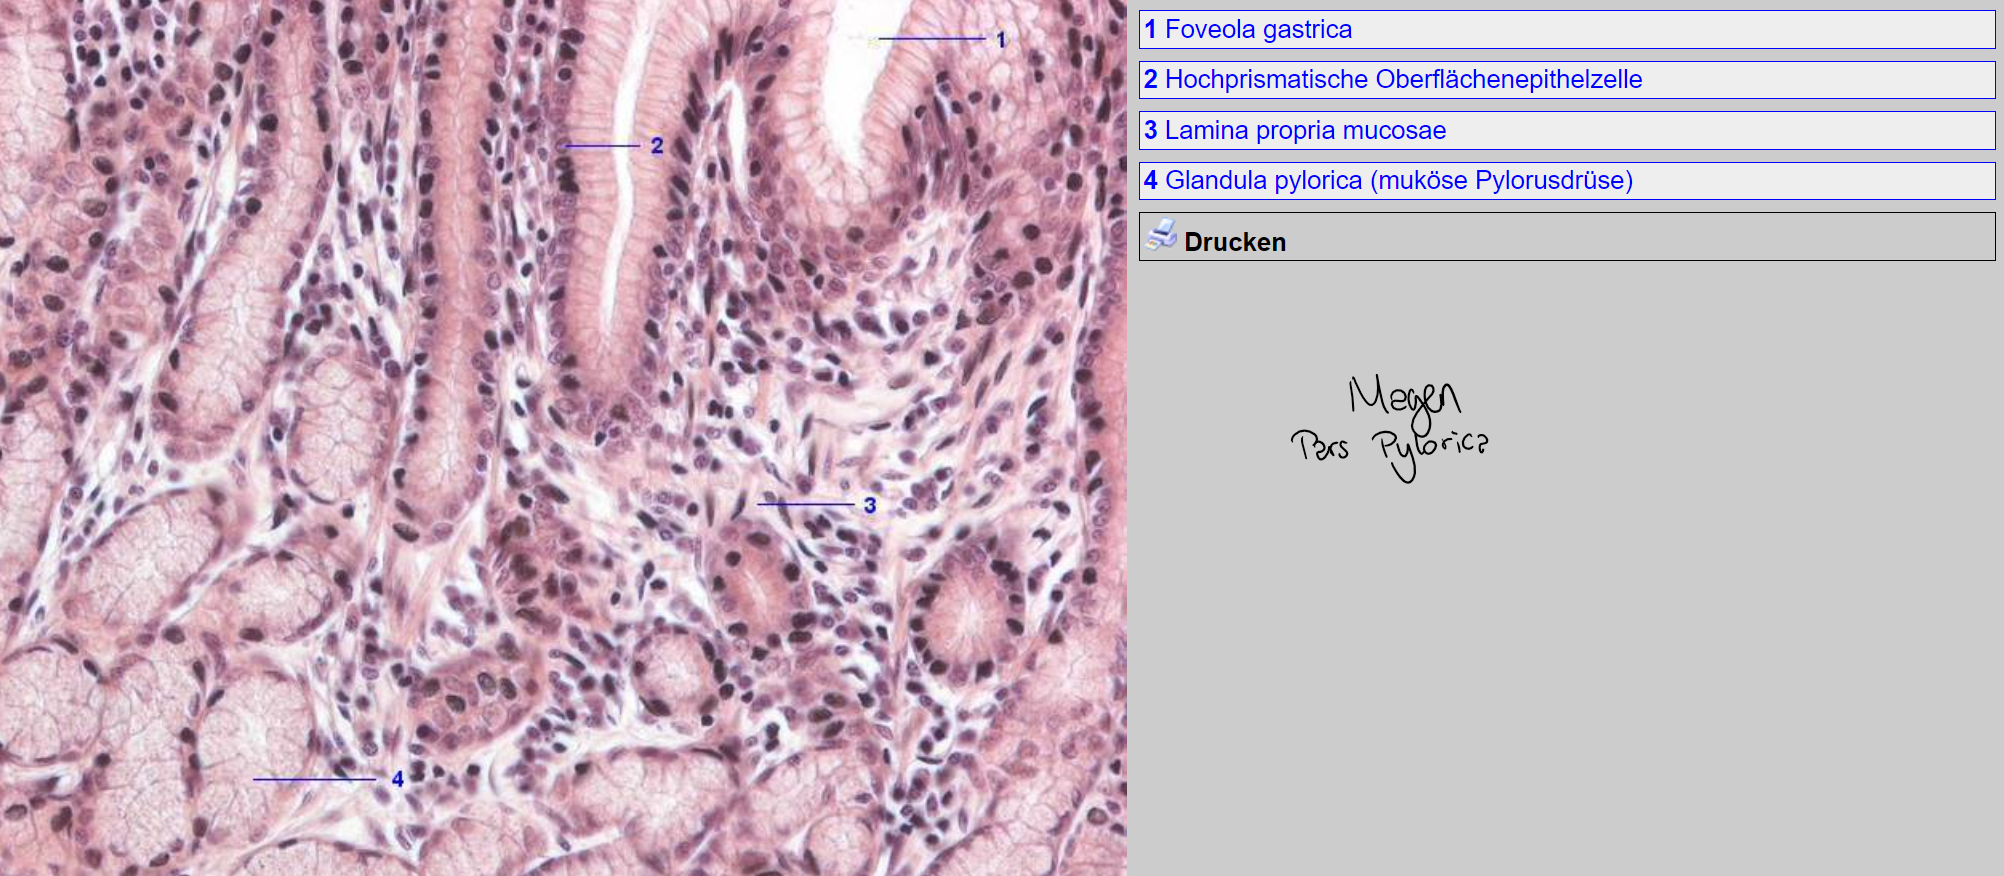 1
2
3
4
1 Foveola gastrica
2 Hochprismatische Oberflächenepithelzelle
3 Lamina propria mucosae
4 Glandula pylorica (muköse Pylorusdrüse)
Drucken
Magen
Pars Pylorica